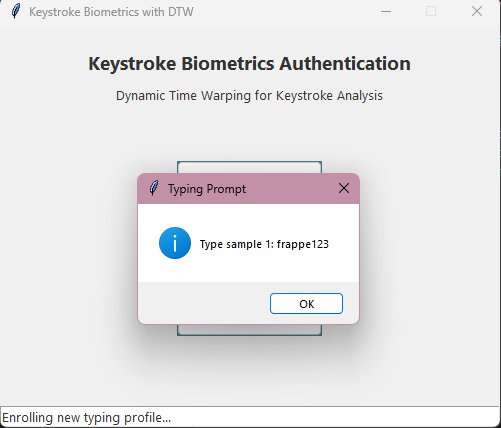 Keystroke Biometrics with DTW
Keystroke Biometrics Authentication
Dynamic Time Warping for Keystroke Analysis
Typing Prompt
Type sample 1: frappe123
OK
Enrolling new typing profile...